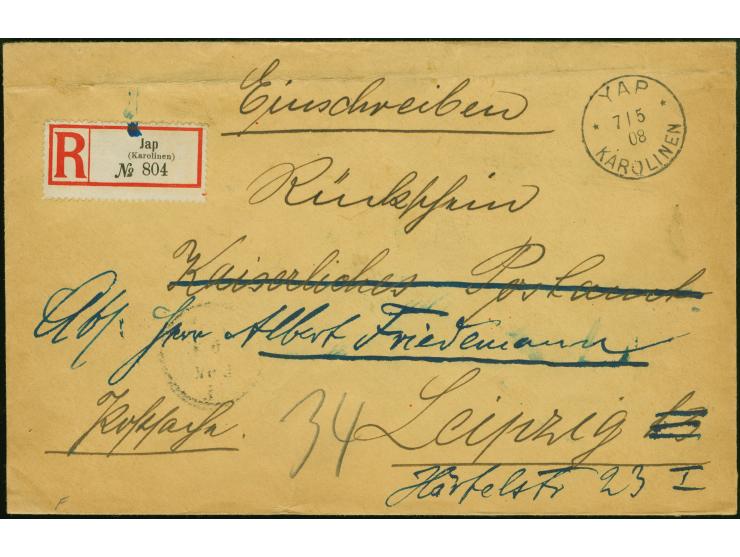 Einschreiben
YAP
7/5
08
KAROLINEN
R
Jap
(Karolinen)
№ 804
Rückschein
Kaiserliches Postamt
Abs: Herr Albert Friedemann
Postsache.
34
Leipzig
Härtelstr 23 I
F